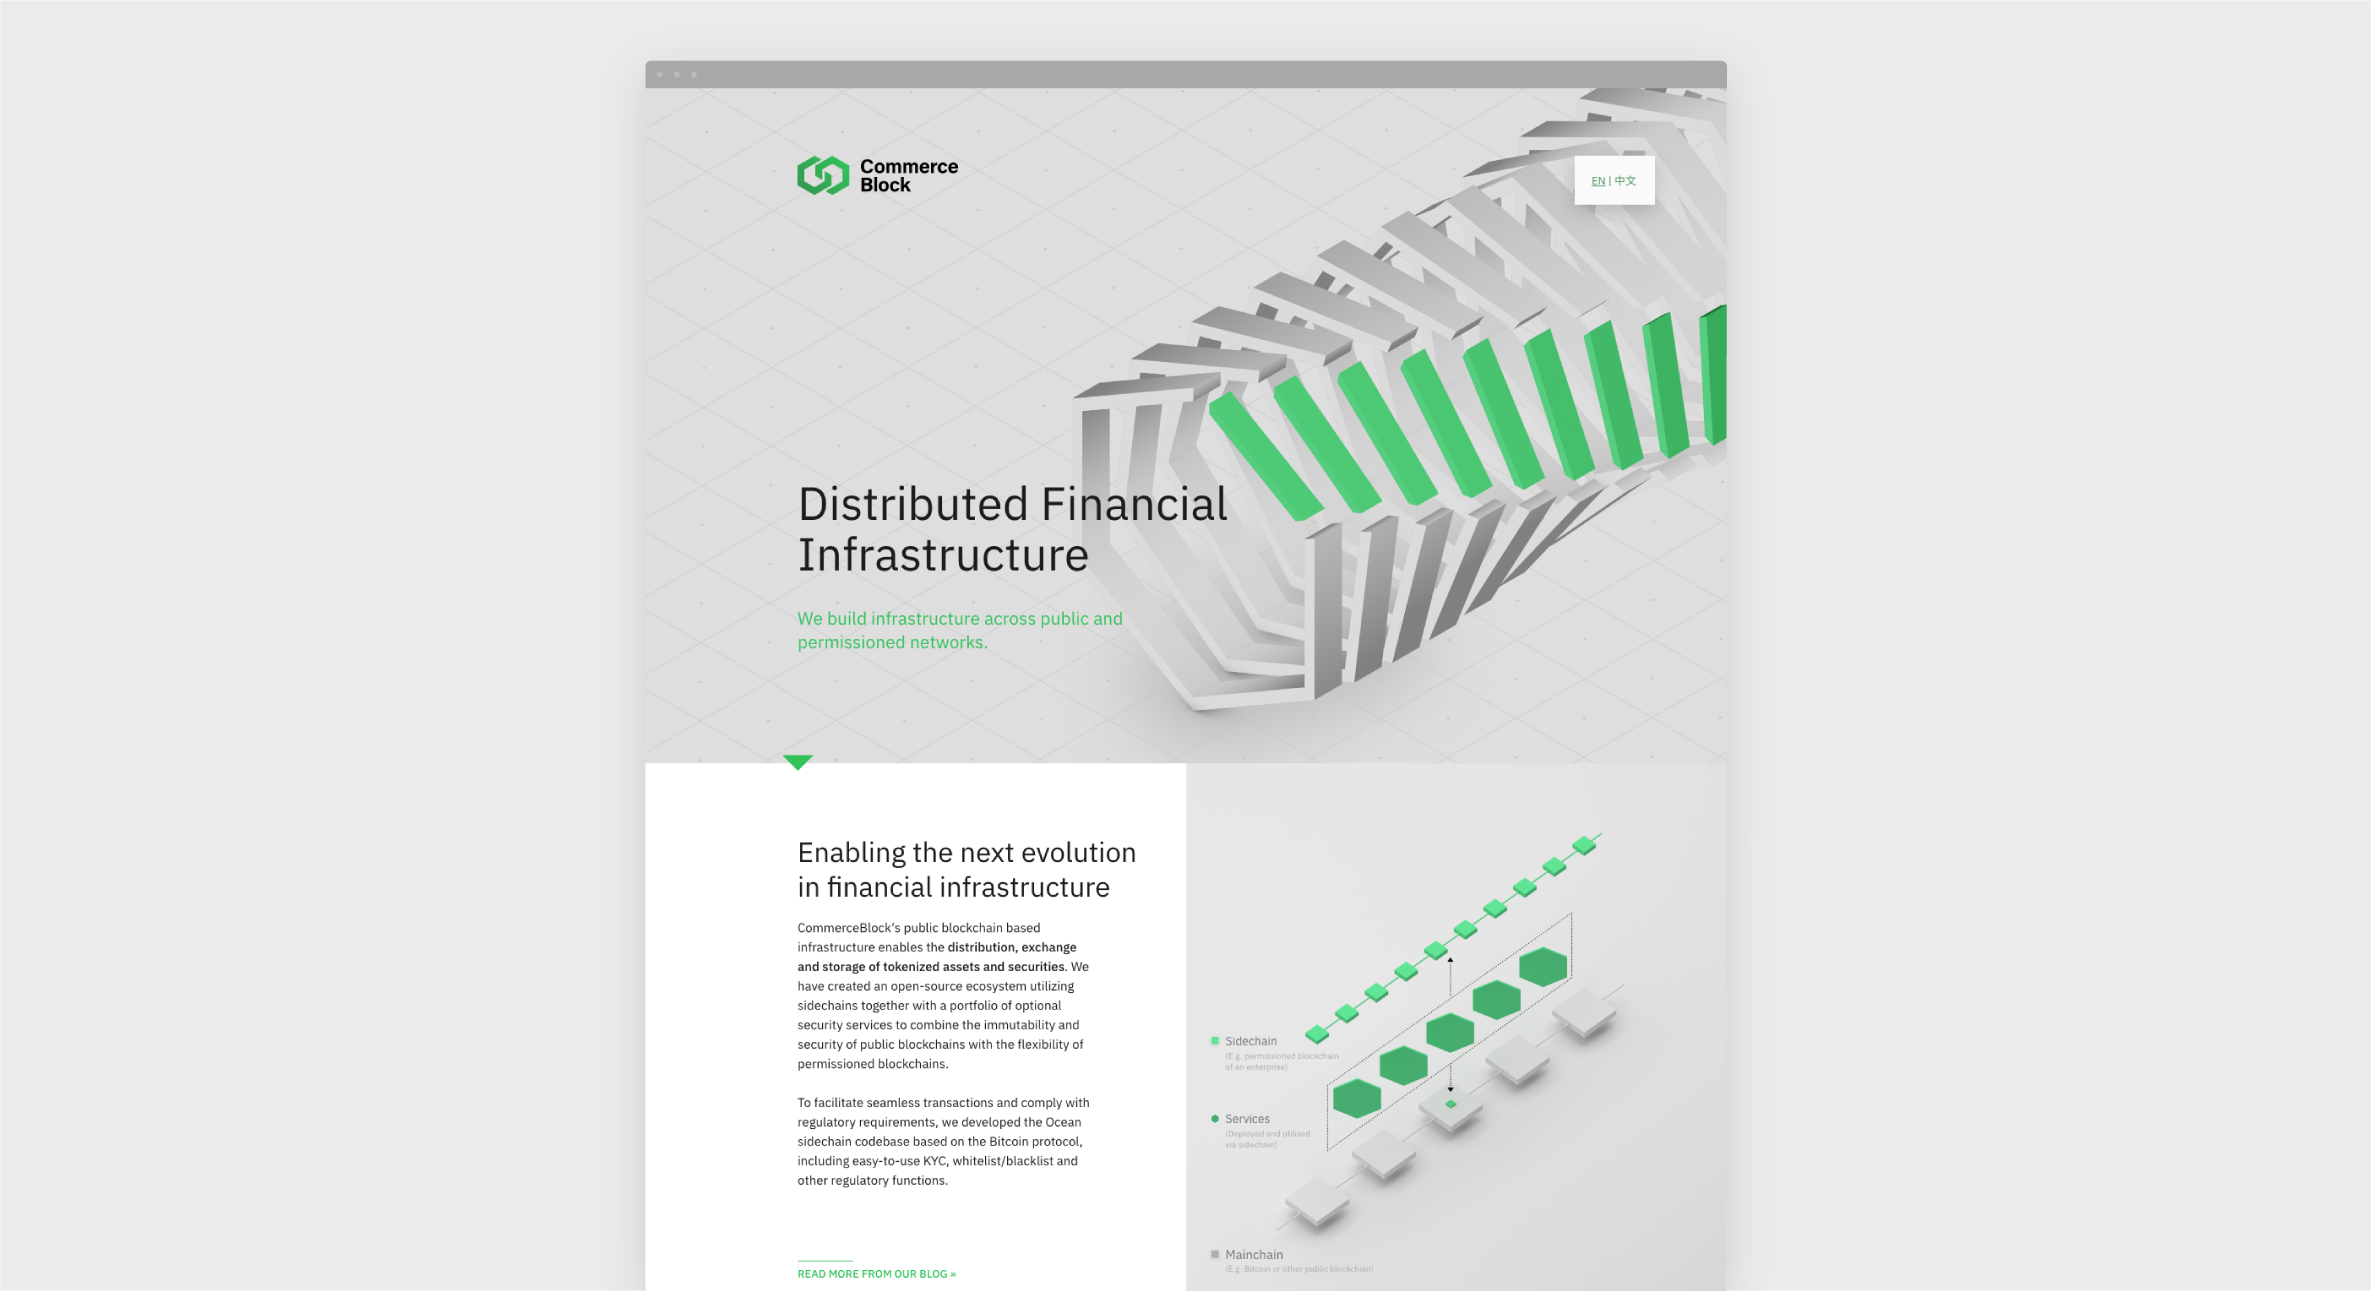 Commerce
Block
EN | 中文
Distributed Financial
Infrastructure
We build infrastructure across public and
permissioned networks.
Enabling the next evolution
in financial infrastructure
CommerceBlock's public blockchain based
infrastructure enables the distribution, exchange
and storage of tokenized assets and securities. We
have created an open-source ecosystem utilizing
sidechains together with a portfolio of optional
security services to combine the immutability and
security of public blockchains with the flexibility of
permissioned blockchains.
To facilitate seamless transactions and comply with
regulatory requirements, we developed the Ocean
sidechain codebase based on the Bitcoin protocol,
including easy-to-use KYC, whitelist/blacklist and
other regulatory functions.
READ MORE FROM OUR BLOG »
Sidechain
(E.g. permissioned blockchain
of an enterprise)
Services
(Deployed and utilised
via sidechain)
Mainchain
(E.g. Bitcoin or other public blockchain)